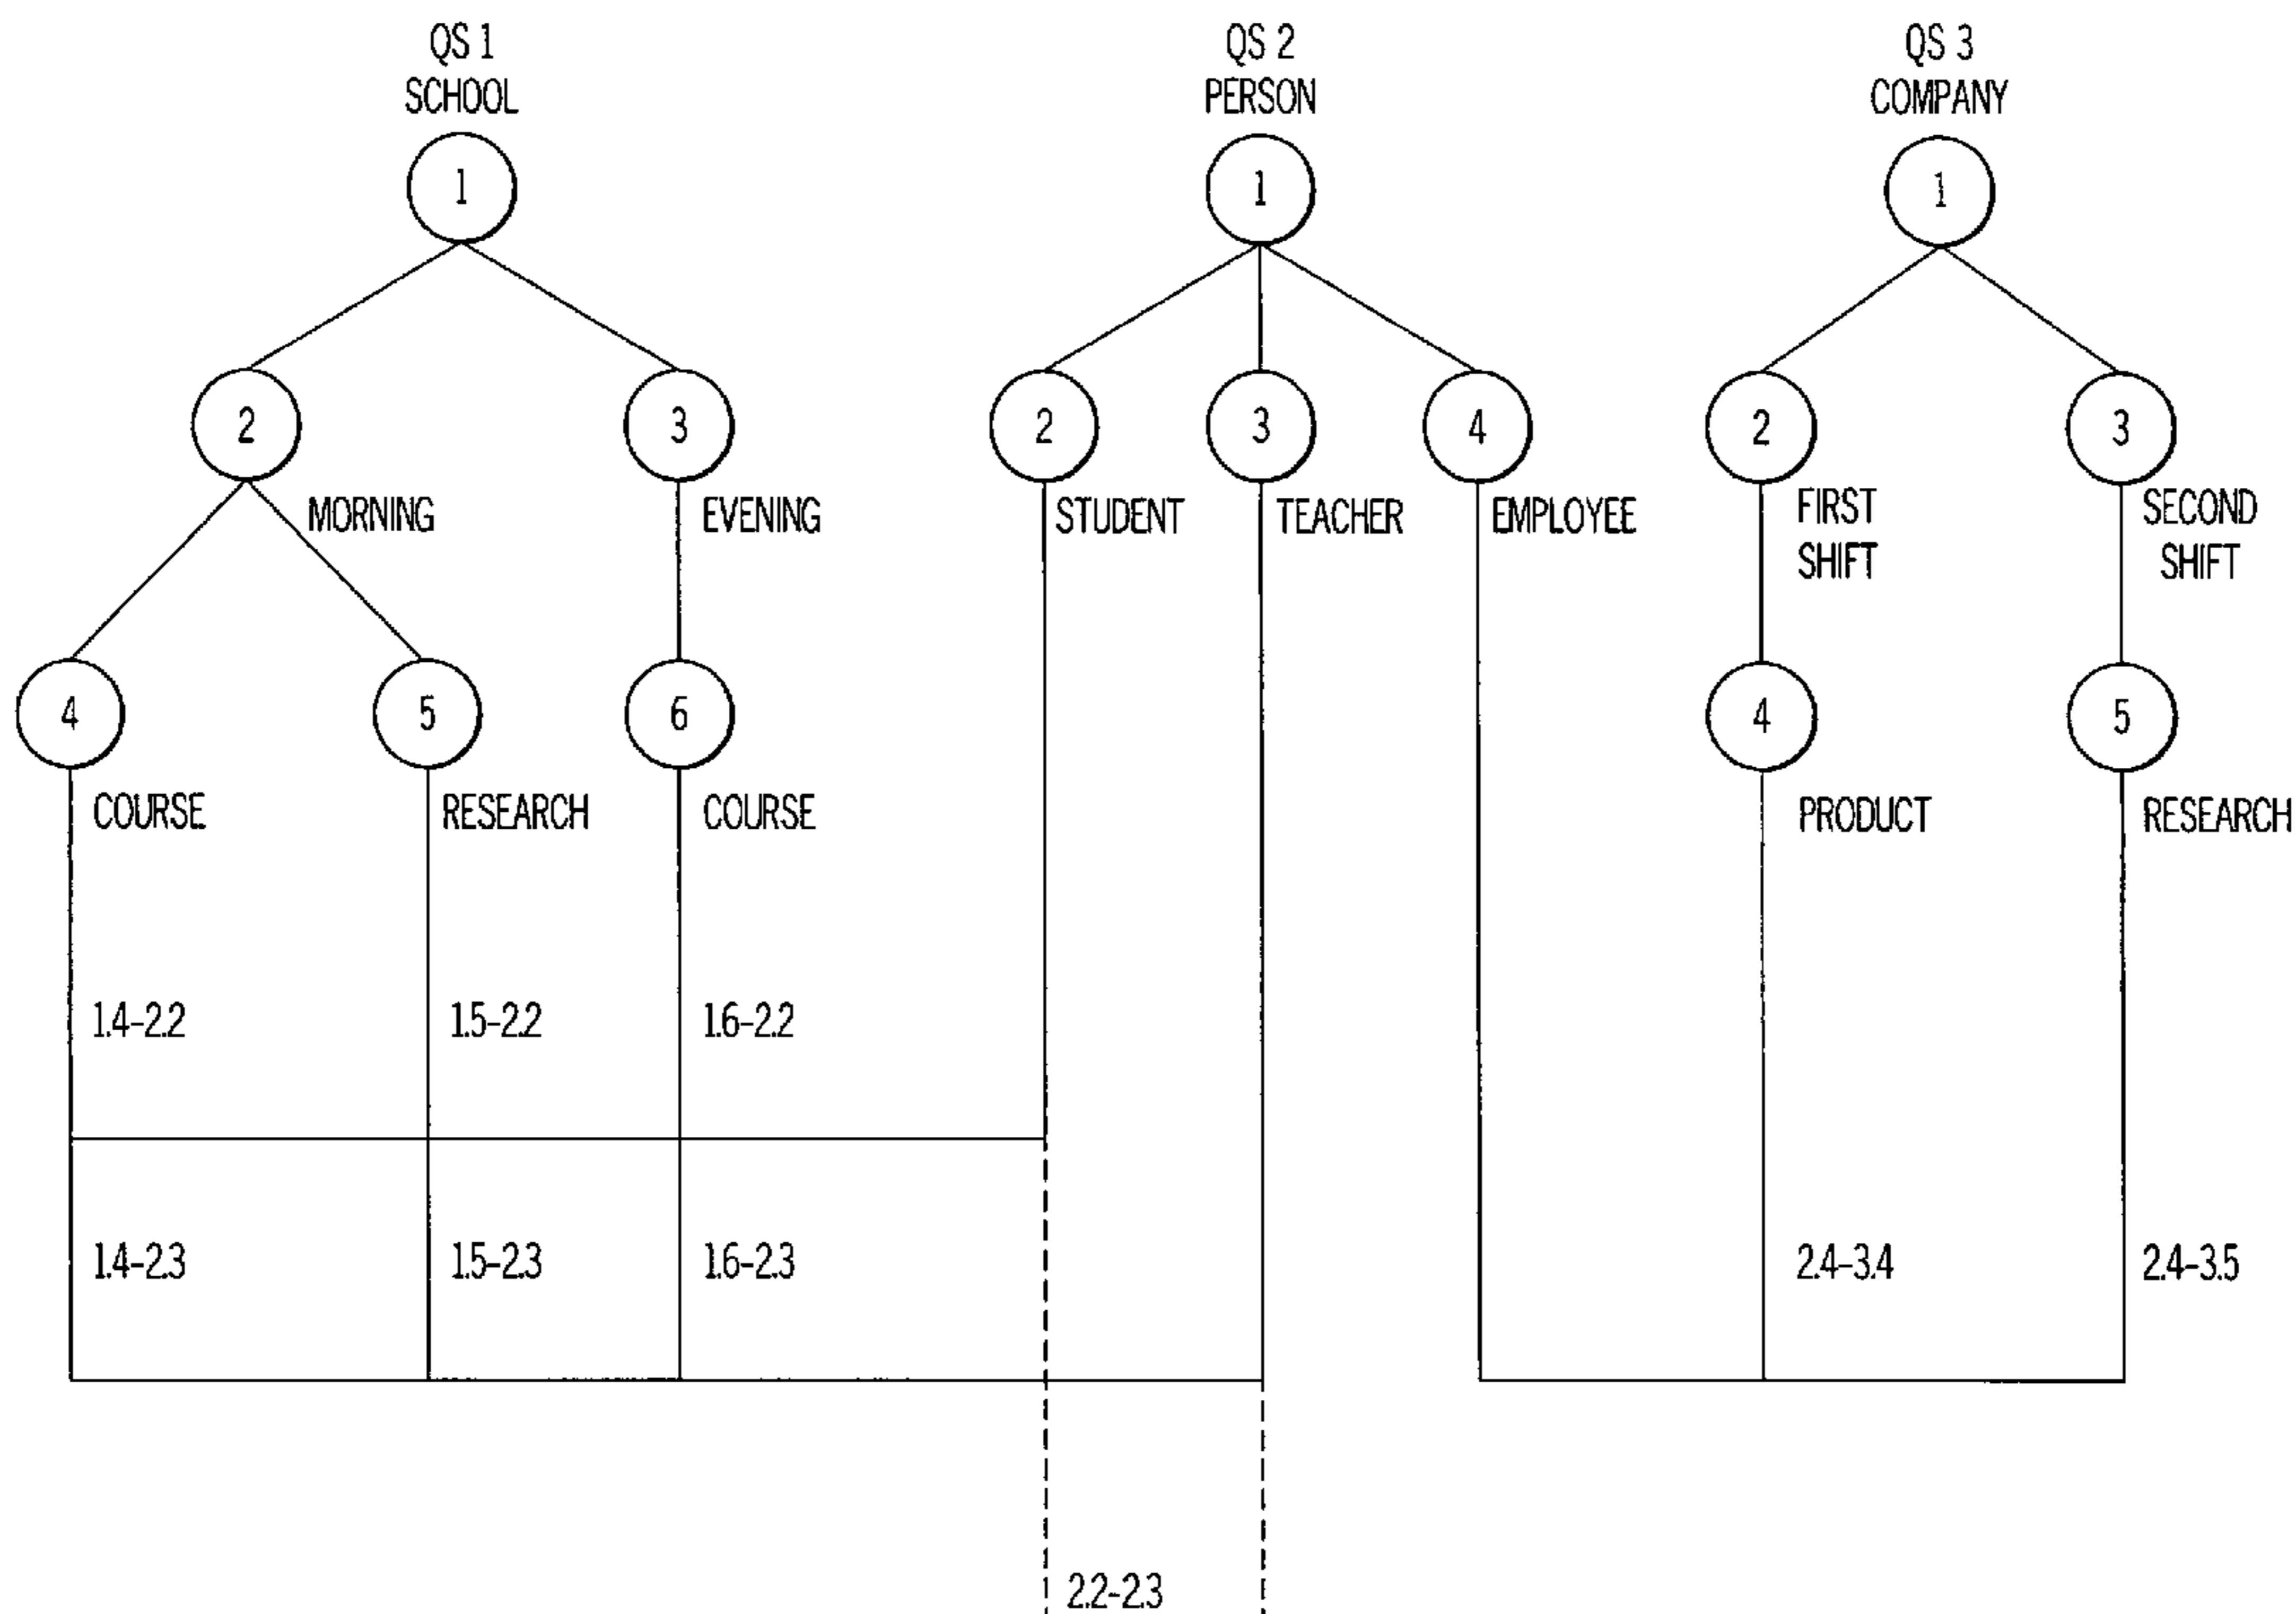 QS 1
SCHOOL
QS 2
PERSON
QS 3
COMPANY
1
1
1
2
3
2
3
4
2
3
MORNING
EVENING
STUDENT
TEACHER
EMPLOYEE
FIRST
SHIFT
SECOND
SHIFT
4
5
6
4
5
COURSE
RESEARCH
COURSE
PRODUCT
RESEARCH
1.4-2.2
1.5-2.2
1.6-2.2
1.4-2.3
1.5-2.3
1.6-2.3
2.4-3.4
2.4-3.5
2.2-2.3